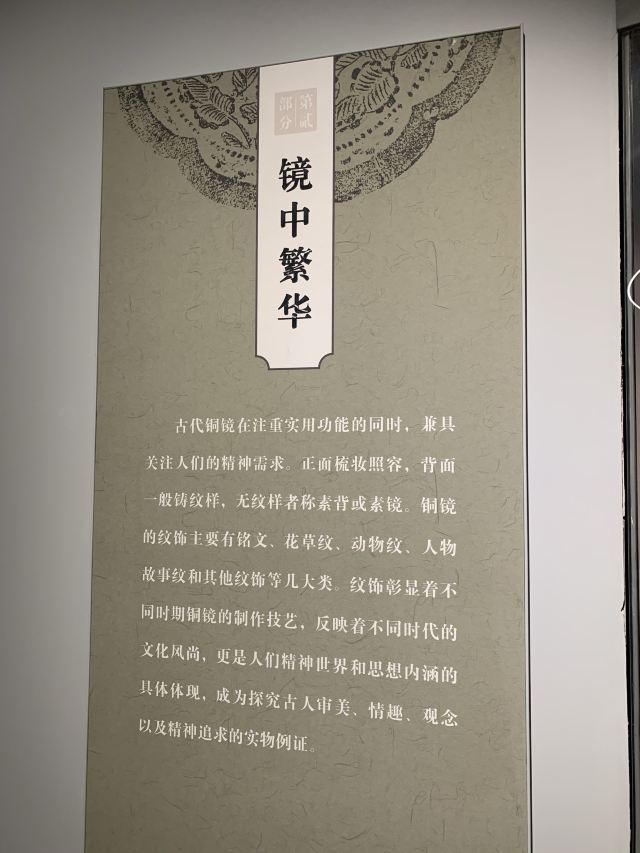 第贰
部分
镜中繁华
古代铜镜在注重实用功能的同时，兼具
关注人们的精神需求。正面梳妆照容，背面
一般铸纹样，无纹样者称素背或素镜。铜镜
的纹饰主要有铭文、花草纹、动物纹、人物
故事纹和其他纹饰等几大类。纹饰彰显着不
同时期铜镜的制作技艺，反映着不同时代的
文化风尚，更是人们精神世界和思想内涵的
具体体现，成为探究古人审美、情趣、观念
以及精神追求的实物例证。